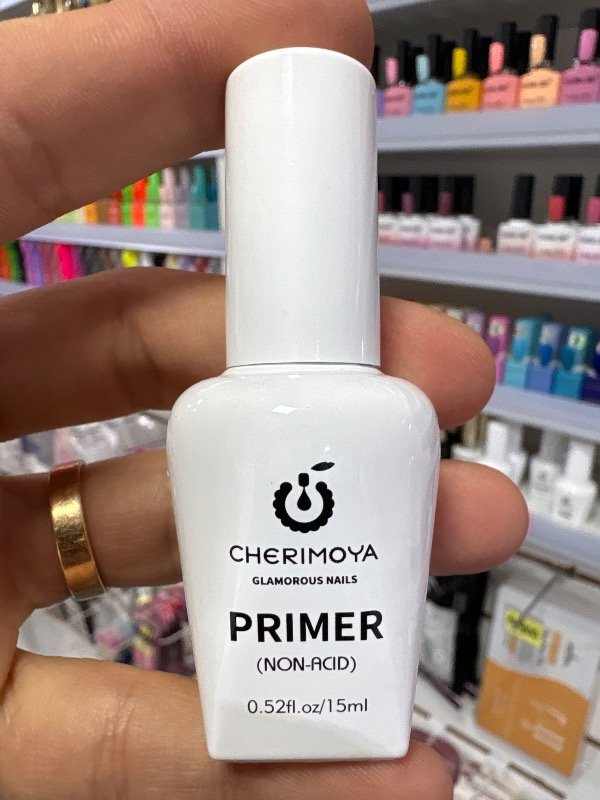 CHERIMOYA
GLAMOROUS NAILS
PRIMER
(NON-ACID)
0.52fl.oz/15ml